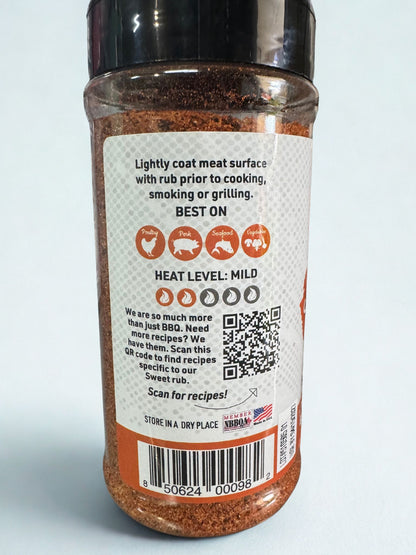 Lightly coat meat surface
with rub prior to cooking,
smoking or grilling.
BEST ON
Poultry Pork Seafood Vegetables
HEAT LEVEL: MILD
We are so much more
than just BBQ. Need
more recipes? We
have them. Scan this
QR code to find recipes
specific to our
Sweet rub.
Scan for recipes!
STORE IN A DRY PLACE
MEMBER
NBBQA
8 50624 00098 2